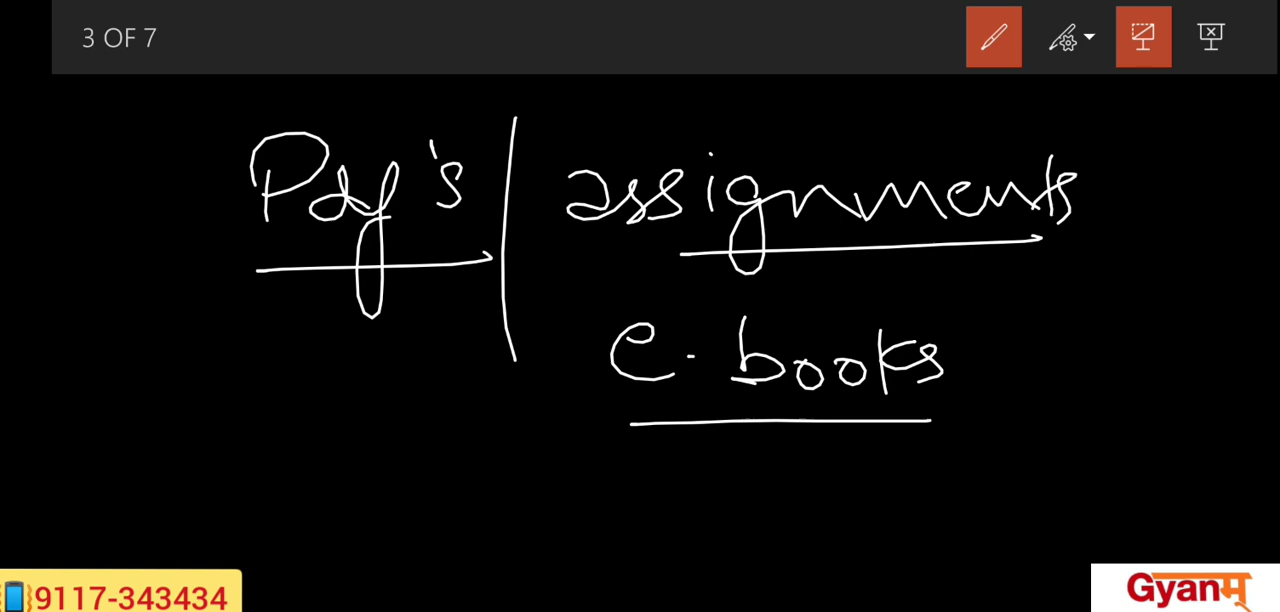 3 OF 7
Pdf's | assignments
e-books
9117-343434
Gyanम्